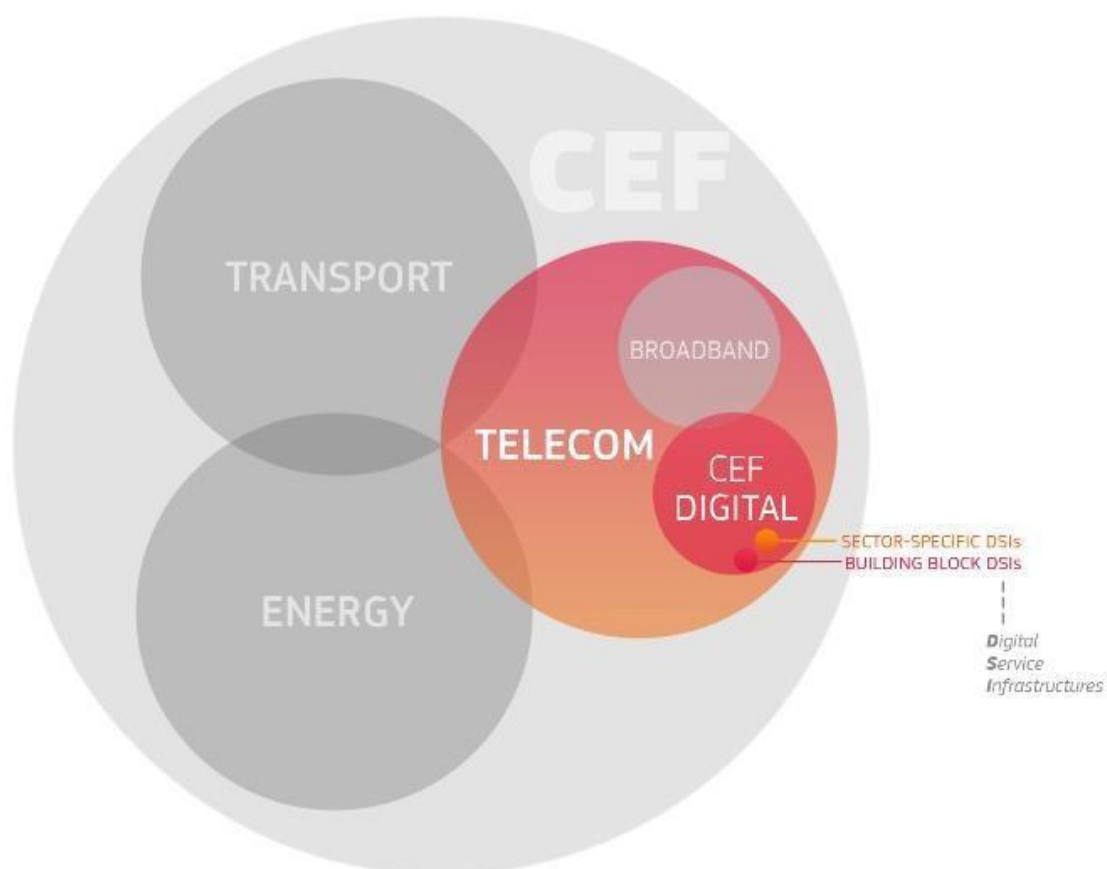 CEF
TRANSPORT
BROADBAND
TELECOM
CEF
DIGITAL
SECTOR-SPECIFIC DSIs
BUILDING BLOCK DSIs
ENERGY
Digital
Service
Infrastructures